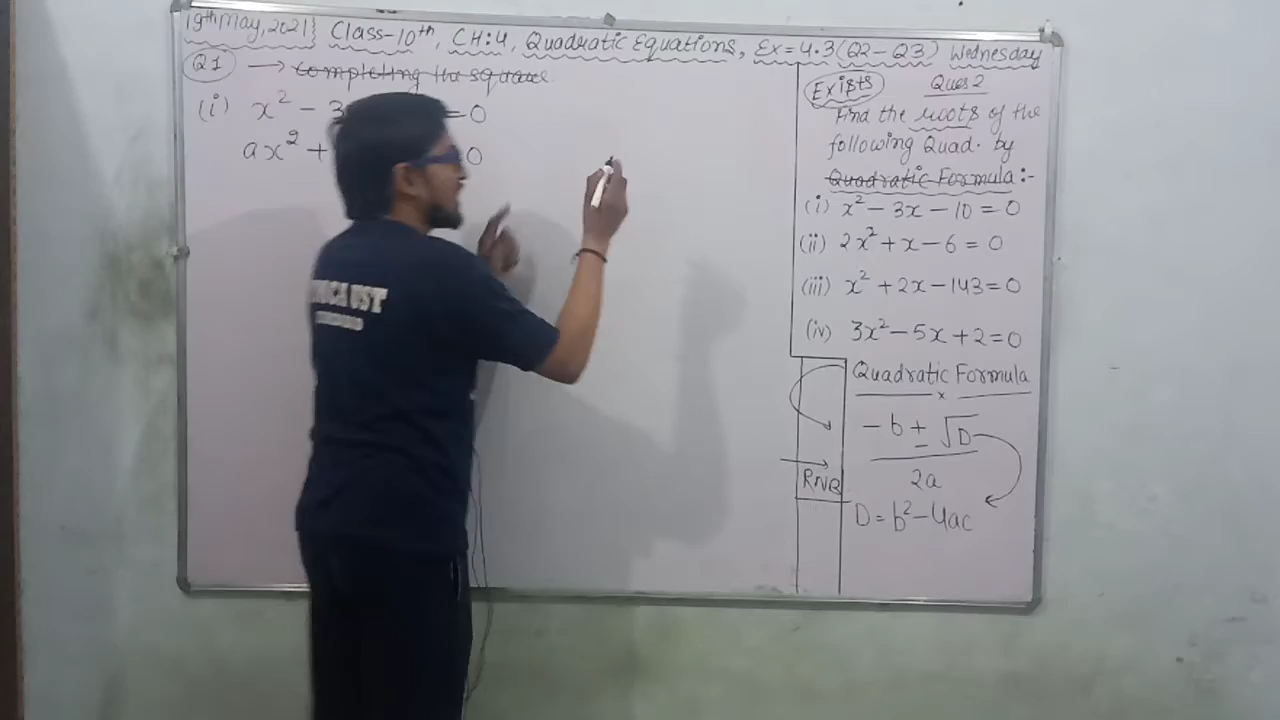 19th May, 2021} Class-10th, CH:4, Quadratic Equations, Ex=4.3(Q2-Q3) Wednesday
Q1 → Completing the square
(i) x² - 3 = 0
ax² + 0
Exists Ques 2
Find the roots of the
following Quad. by
Quadratic Formula:-
(i) x² - 3x - 10 = 0
(ii) 2x² + x - 6 = 0
(iii) x² + 2x - 143 = 0
(iv) 3x² - 5x + 2 = 0
Quadratic Formula
x
-b ± √D
2a
RNB
D = b² - 4ac